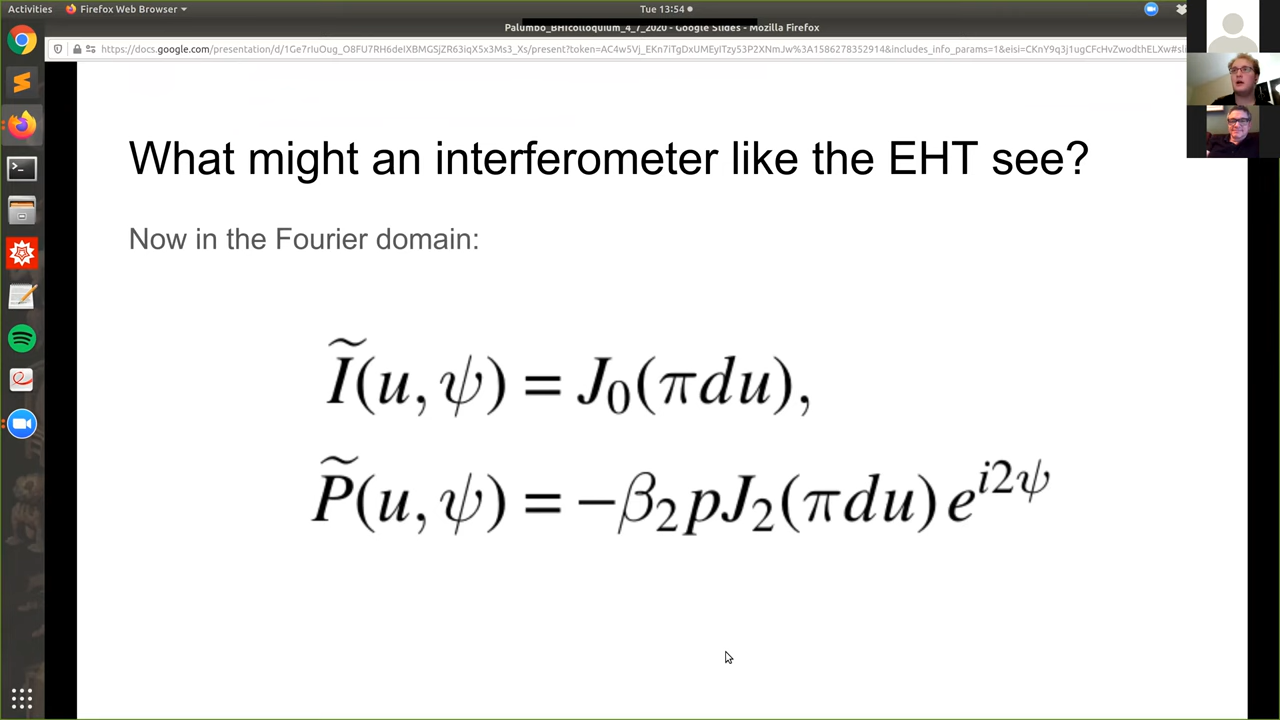 Activities Firefox Web Browser Tue 13:54
Palumbo_BHIcolloquium_4_7_2020 - Google Slides - Mozilla Firefox
What might an interferometer like the EHT see?
Now in the Fourier domain:
Ĩ(u, ψ) = J₀(πdu),
P̃(u, ψ) = −β₂pJ₂(πdu) e^{i2ψ}